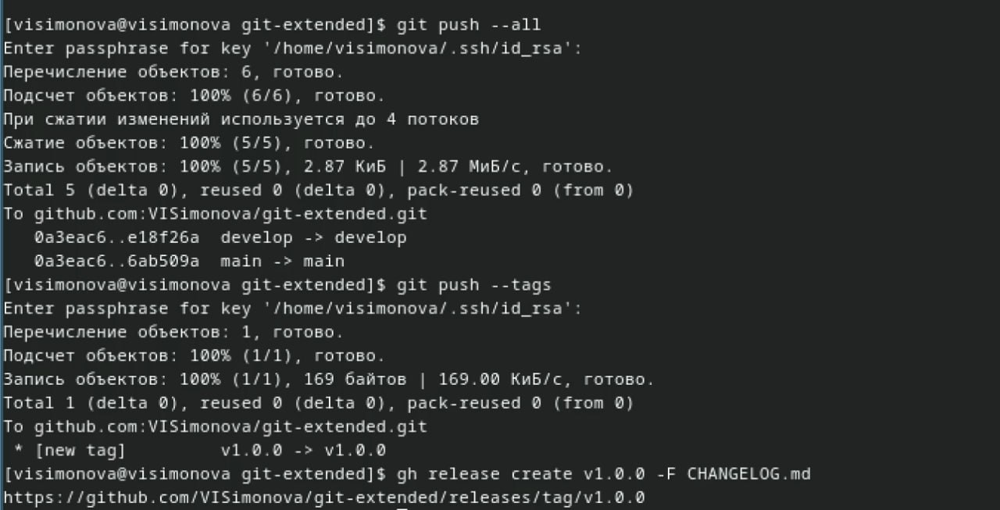 [visimonova@visimonova git-extended]$ git push --all
Enter passphrase for key '/home/visimonova/.ssh/id_rsa':
Перечисление объектов: 6, готово.
Подсчет объектов: 100% (6/6), готово.
При сжатии изменений используется до 4 потоков
Сжатие объектов: 100% (5/5), готово.
Запись объектов: 100% (5/5), 2.87 КиБ | 2.87 МиБ/с, готово.
Total 5 (delta 0), reused 0 (delta 0), pack-reused 0 (from 0)
To github.com:VISimonova/git-extended.git
   0a3eac6..e18f26a  develop -> develop
   0a3eac6..6ab509a  main -> main
[visimonova@visimonova git-extended]$ git push --tags
Enter passphrase for key '/home/visimonova/.ssh/id_rsa':
Перечисление объектов: 1, готово.
Подсчет объектов: 100% (1/1), готово.
Запись объектов: 100% (1/1), 169 байтов | 169.00 КиБ/с, готово.
Total 1 (delta 0), reused 0 (delta 0), pack-reused 0 (from 0)
To github.com:VISimonova/git-extended.git
 * [new tag]         v1.0.0 -> v1.0.0
[visimonova@visimonova git-extended]$ gh release create v1.0.0 -F CHANGELOG.md
https://github.com/VISimonova/git-extended/releases/tag/v1.0.0